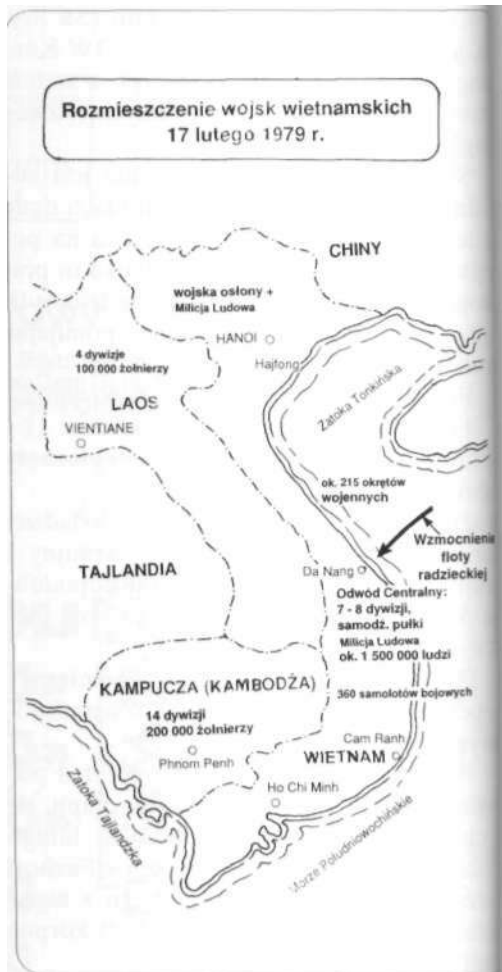 Rozmieszczenie wojsk wietnamskich
17 lutego 1979 r.
CHINY
wojska osłony +
Milicja Ludowa
HANOI
Hajfong
4 dywizje
100 000 żołnierzy
LAOS
VIENTIANE
Zatoka Tonkińska
ok. 215 okrętów
wojennych
Wzmocnienie
floty
radzieckiej
TAJLANDIA
Da Nang
Odwód Centralny:
7 - 8 dywizji,
samodz. pułki
Milicja Ludowa
ok. 1 500 000 ludzi
KAMPUCZA (KAMBODŻA)
360 samolotów bojowych
14 dywizji
200 000 żołnierzy
Phnom Penh
Cam Ranh
WIETNAM
Ho Chi Minh
Zatoka Tajlandzka
Morze Południowochińskie